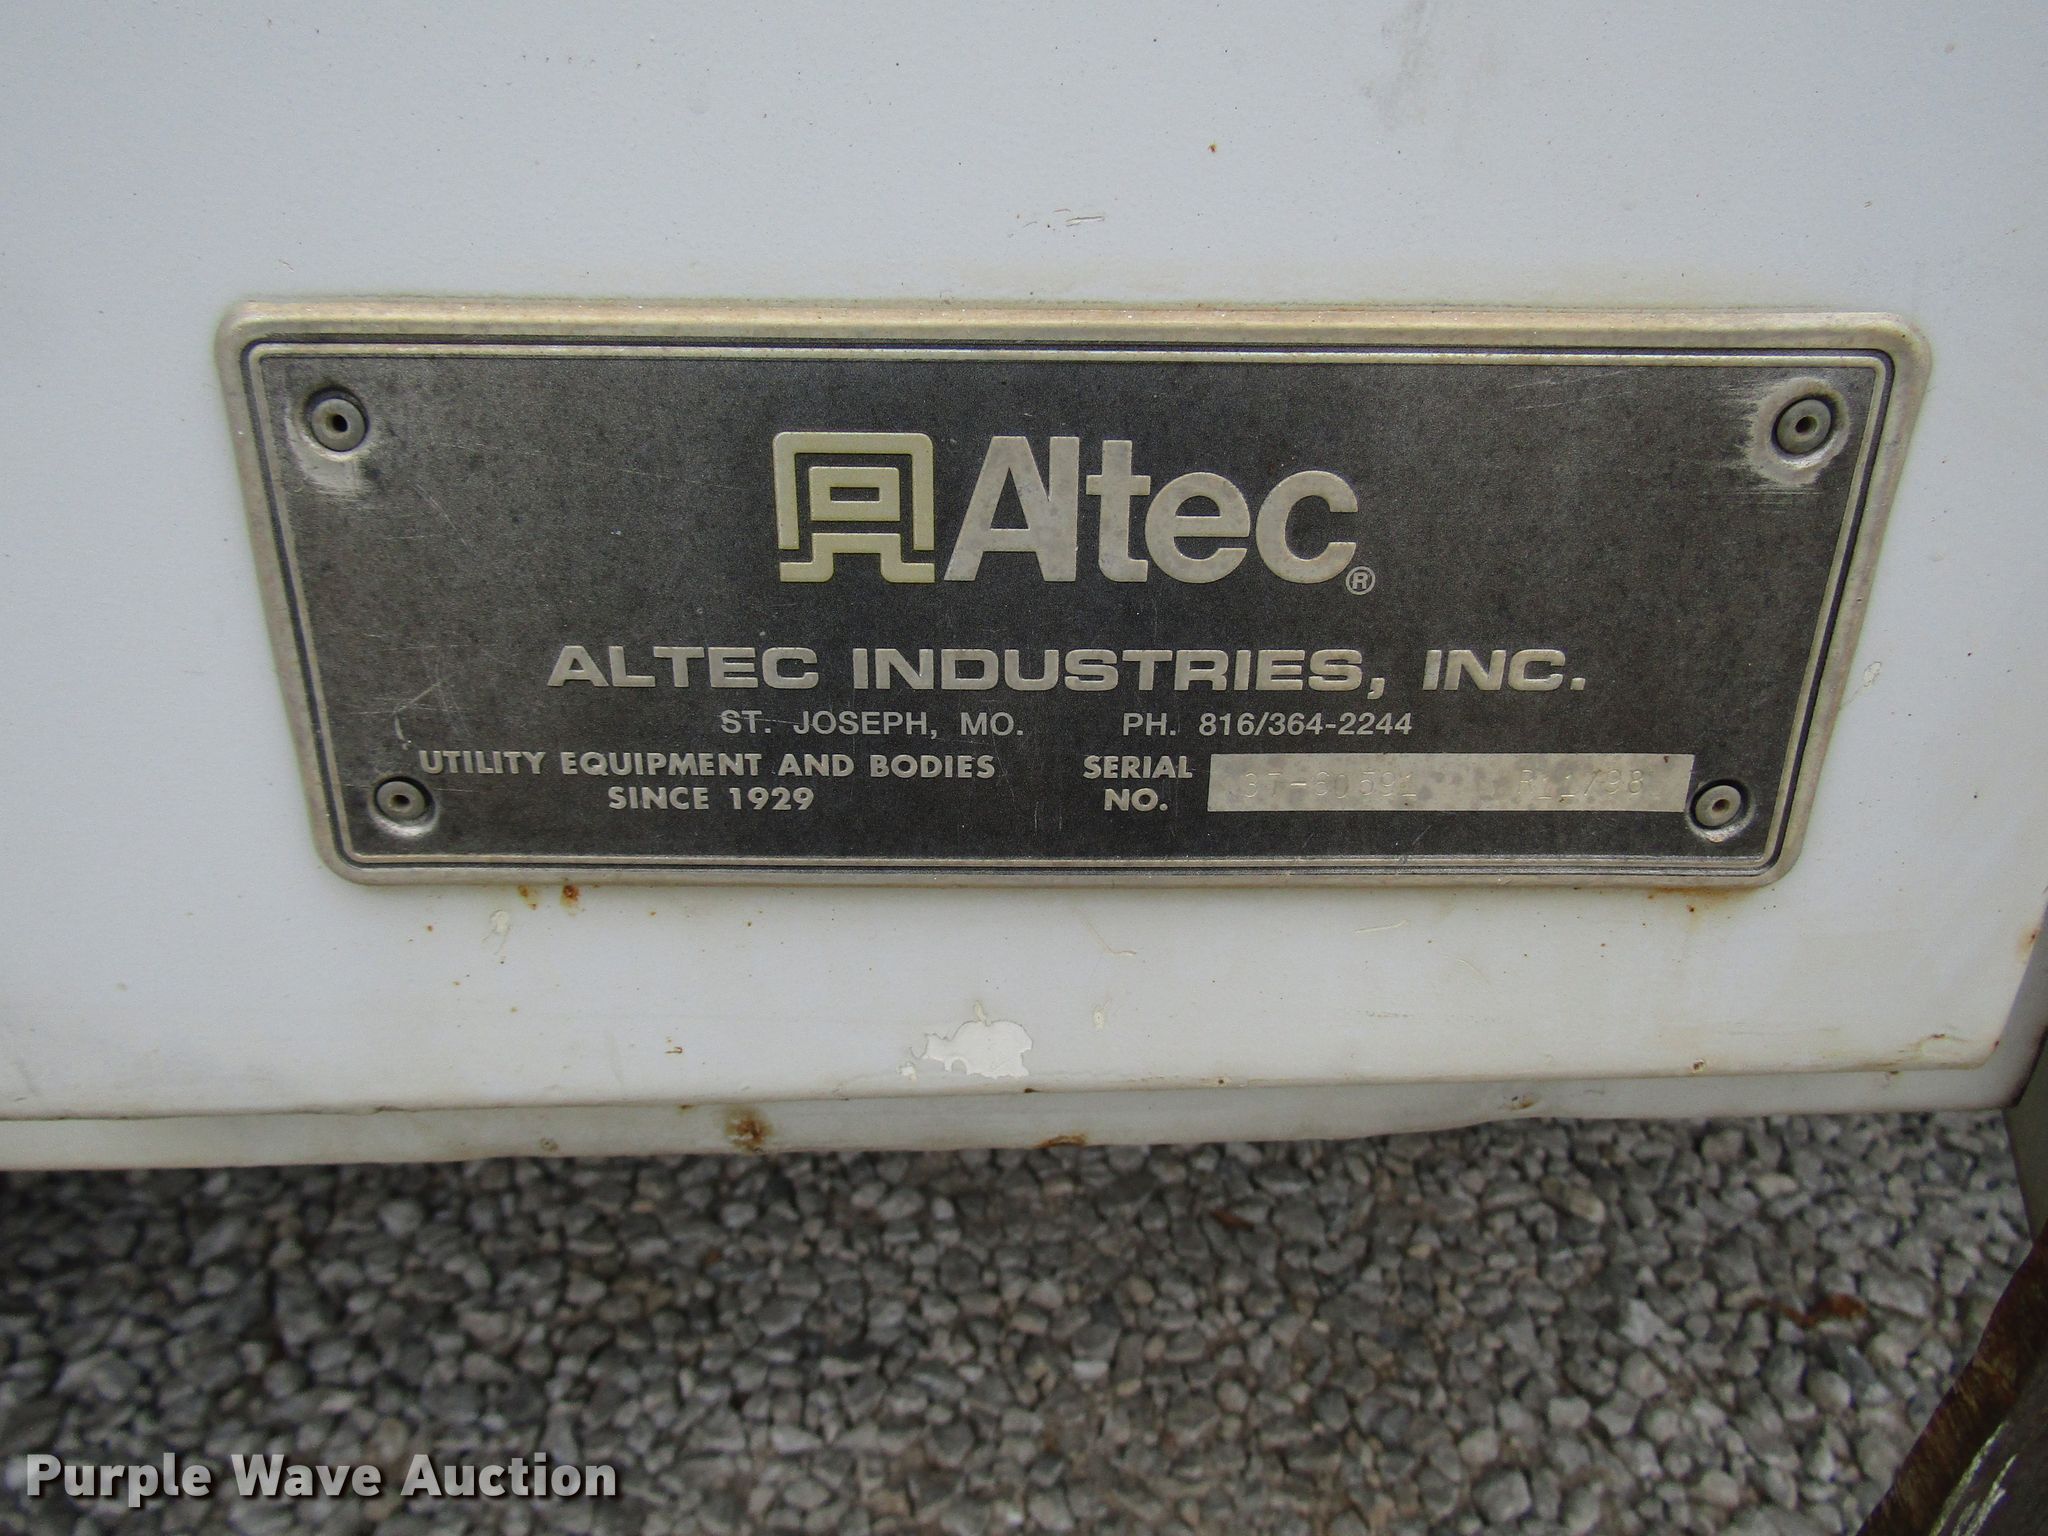 Altec®
ALTEC INDUSTRIES, INC.
ST. JOSEPH, MO. PH. 816/364-2244
UTILITY EQUIPMENT AND BODIES
SINCE 1929
SERIAL
NO.
Purple Wave Auction